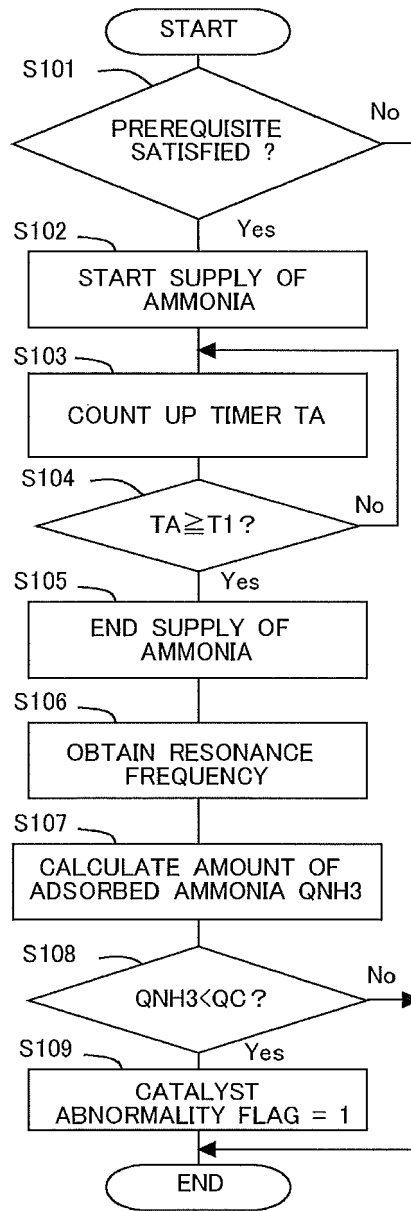 START
S101
PREREQUISITE
SATISFIED ?
No
Yes
S102
START SUPPLY OF
AMMONIA
S103
COUNT UP TIMER TA
S104
TA≧T1?
No
Yes
S105
END SUPPLY OF
AMMONIA
S106
OBTAIN RESONANCE
FREQUENCY
S107
CALCULATE AMOUNT OF
ADSORBED AMMONIA QNH3
S108
QNH3<QC?
No
Yes
S109
CATALYST
ABNORMALITY FLAG = 1
END